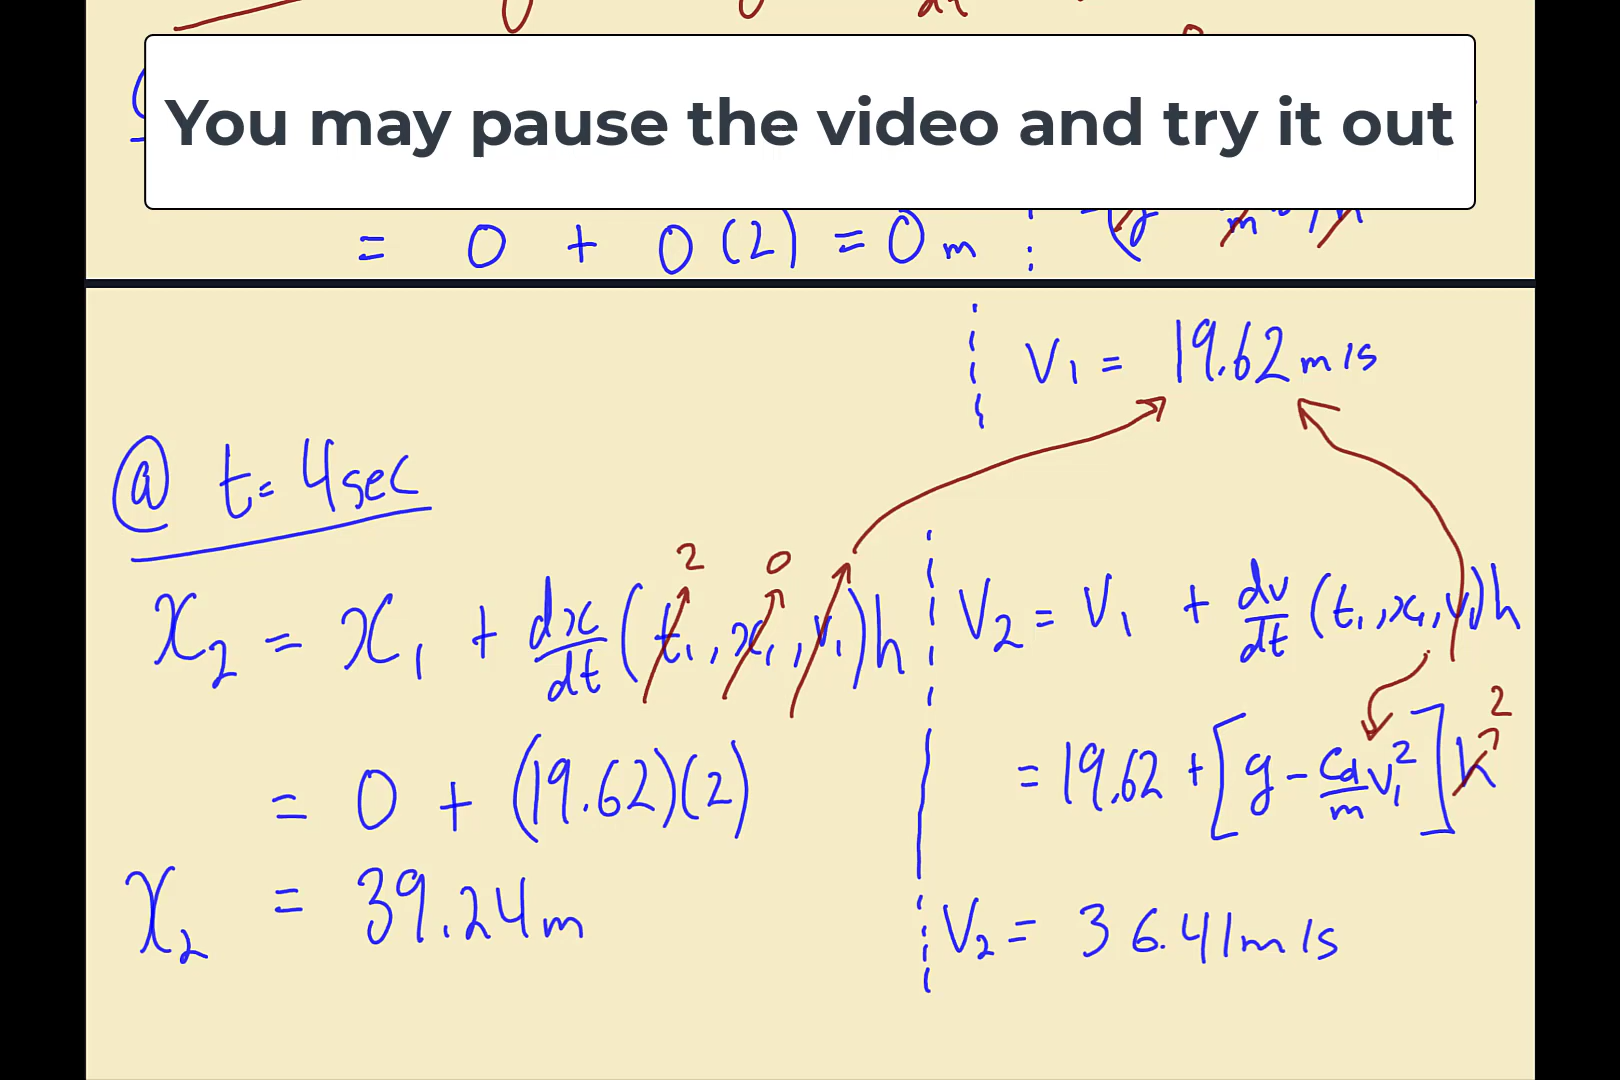 You may pause the video and try it out
= 0 + 0 (2) = 0 m
V1 = 19.62 m/s
@ t = 4sec
2 0
x2 = x1 + dx/dt (t1, x1, v1)h
V2 = V1 + dv/dt (t1, x1, v1)h
= 0 + (19.62)(2)
= 19.62 + [g - cd/m v1²] h 2
x2 = 39.24 m
V2 = 36.41 m/s